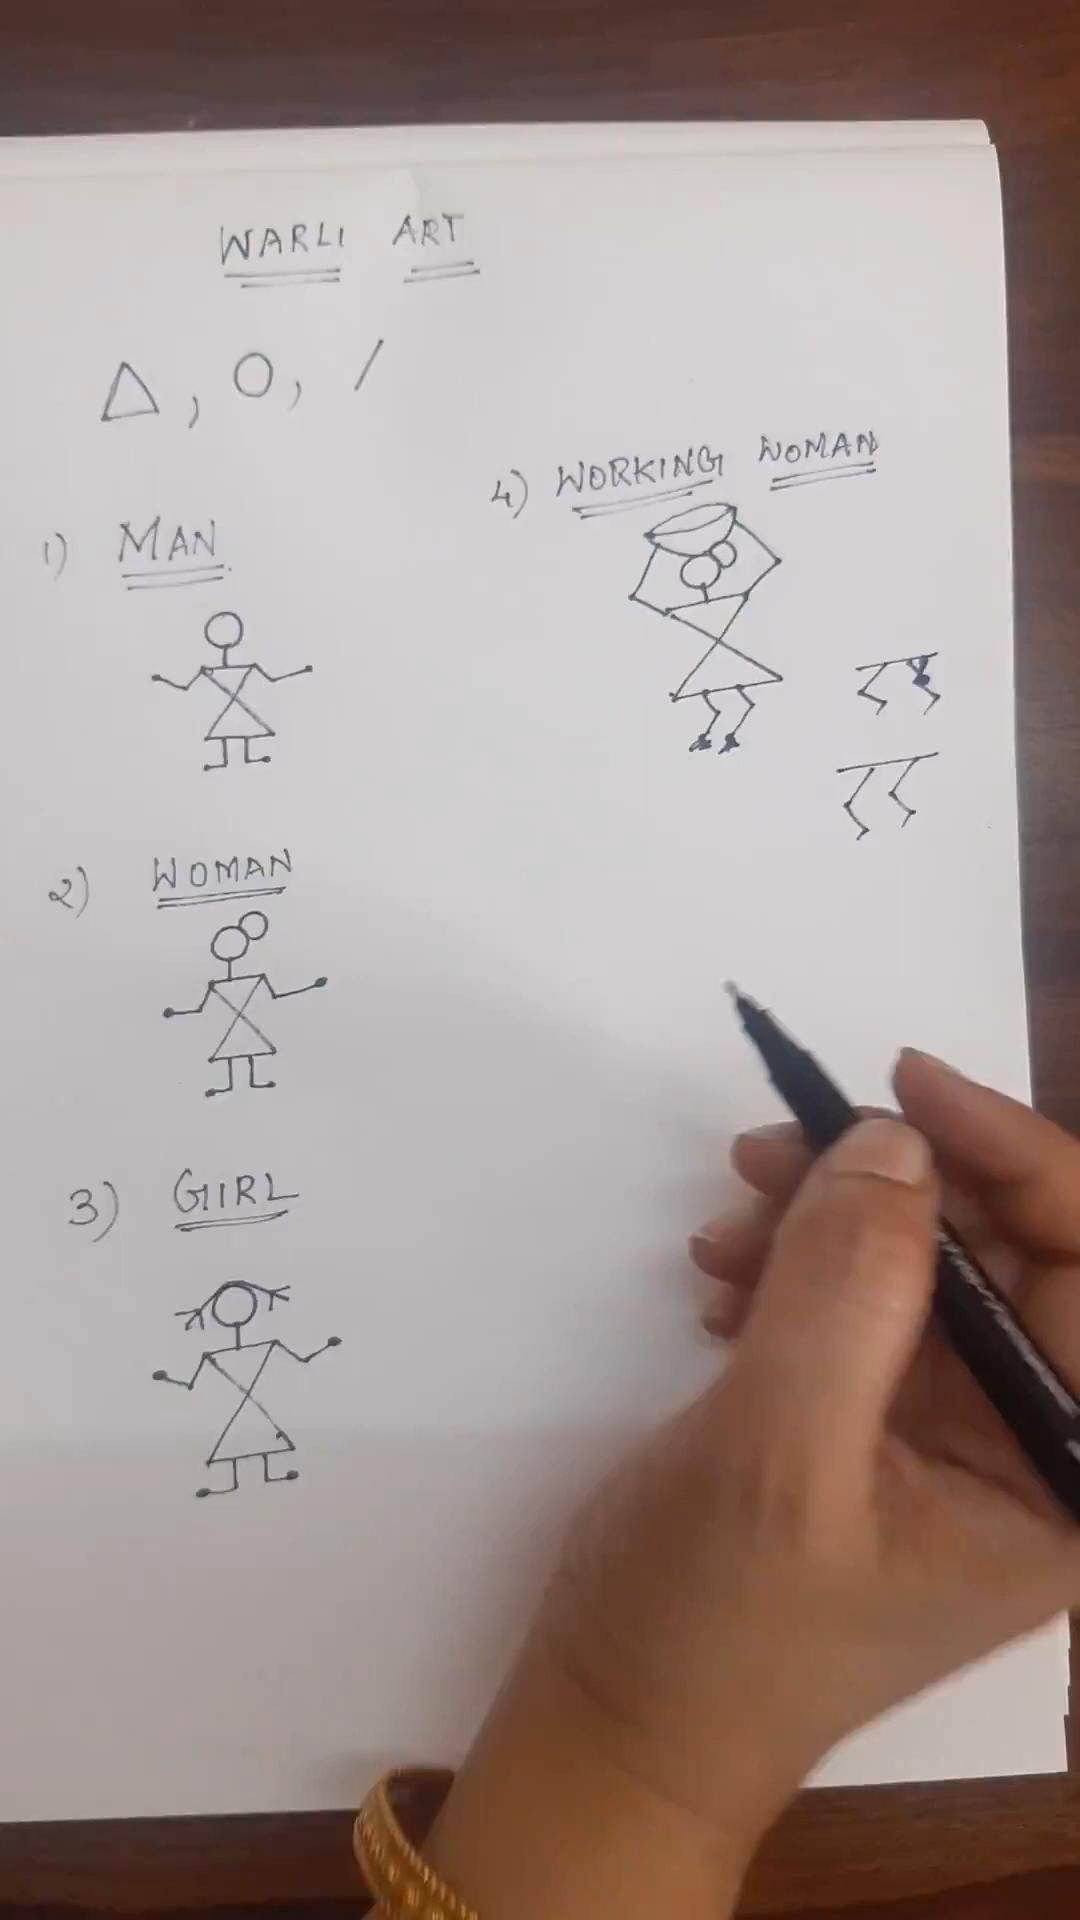 WARLI ART
△, O, /
1) MAN
2) WOMAN
3) GIRL
4) WORKING WOMAN